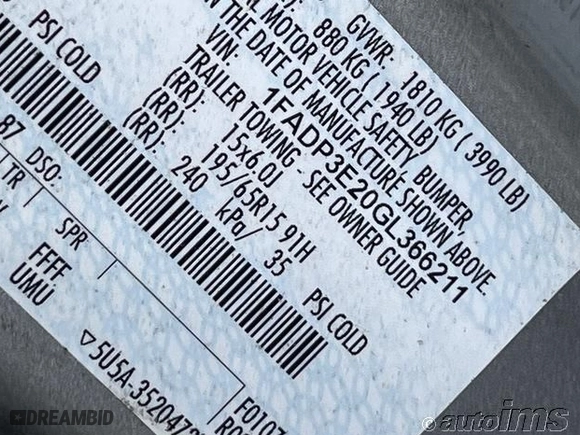 GVWR: 1810 KG ( 3990 LB)
880 KG ( 1940 LB)
MOTOR VEHICLE SAFETY, BUMPER,
THE DATE OF MANUFACTURE SHOWN ABOVE.
VIN: 1FADP3E20GL366211
TRAILER TOWING - SEE OWNER GUIDE
(RR): 15x6.0J
(RR): 195/65R15 91H
(RR): 240 kPa/ 35 PSI COLD
PSI COLD
87 DSO:
TR SPR
FFFF
UMU
5U5A-3520472
F0107
DREAMBID
© autoims